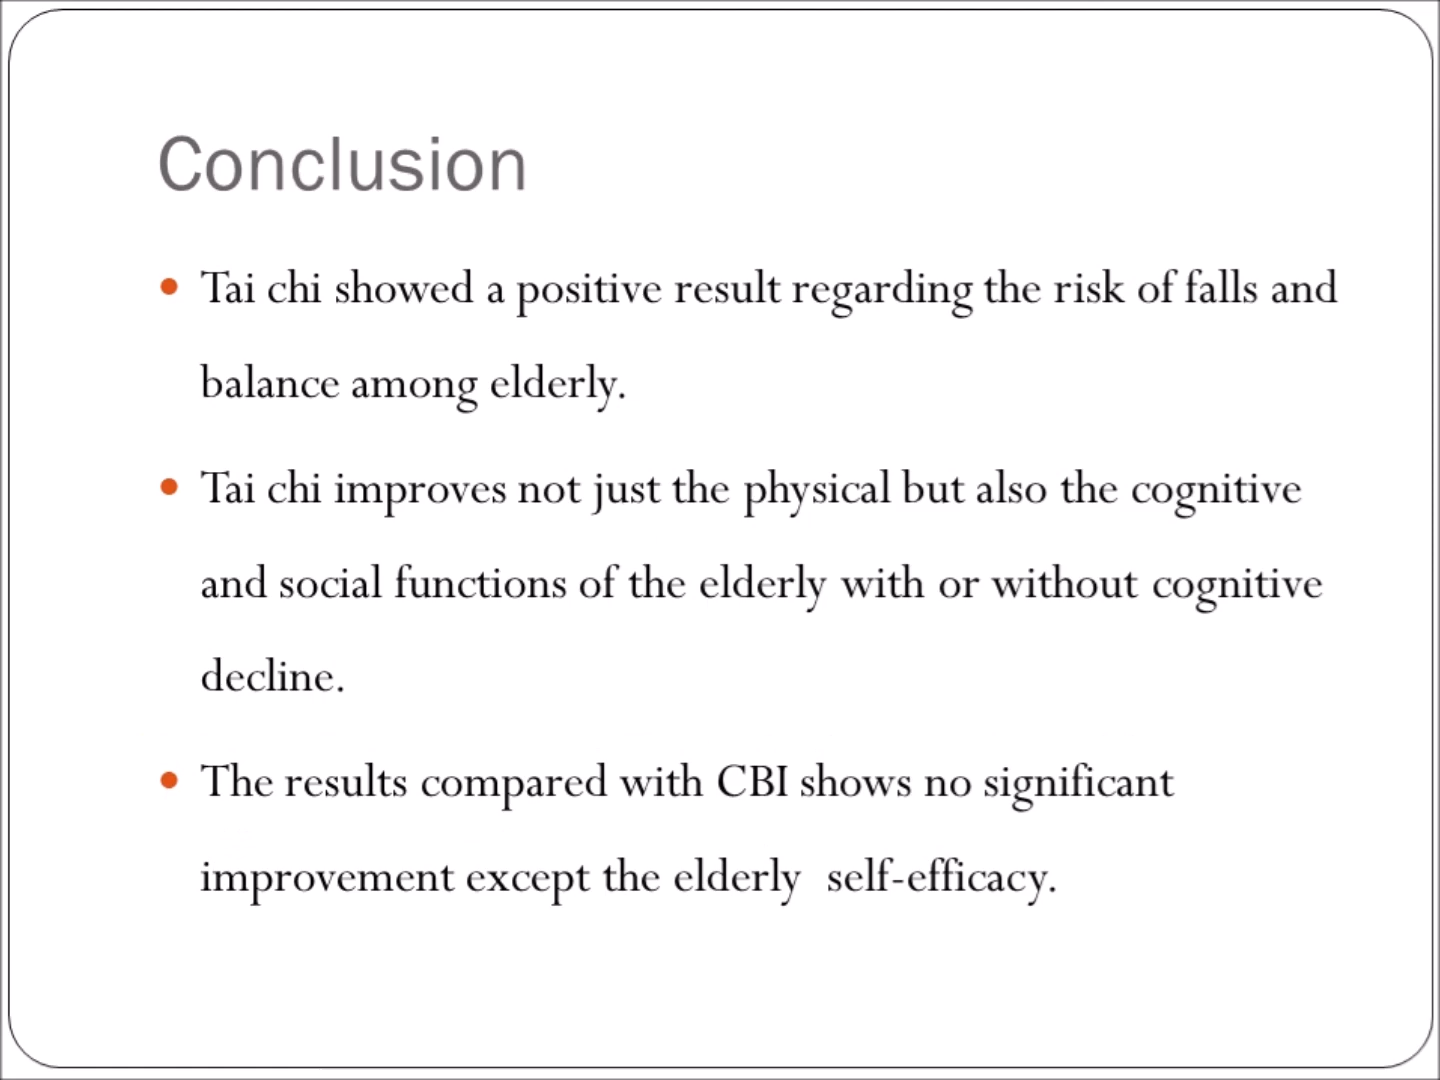 Conclusion
• Tai chi showed a positive result regarding the risk of falls and
balance among elderly.
• Tai chi improves not just the physical but also the cognitive
and social functions of the elderly with or without cognitive
decline.
• The results compared with CBI shows no significant
improvement except the elderly  self-efficacy.